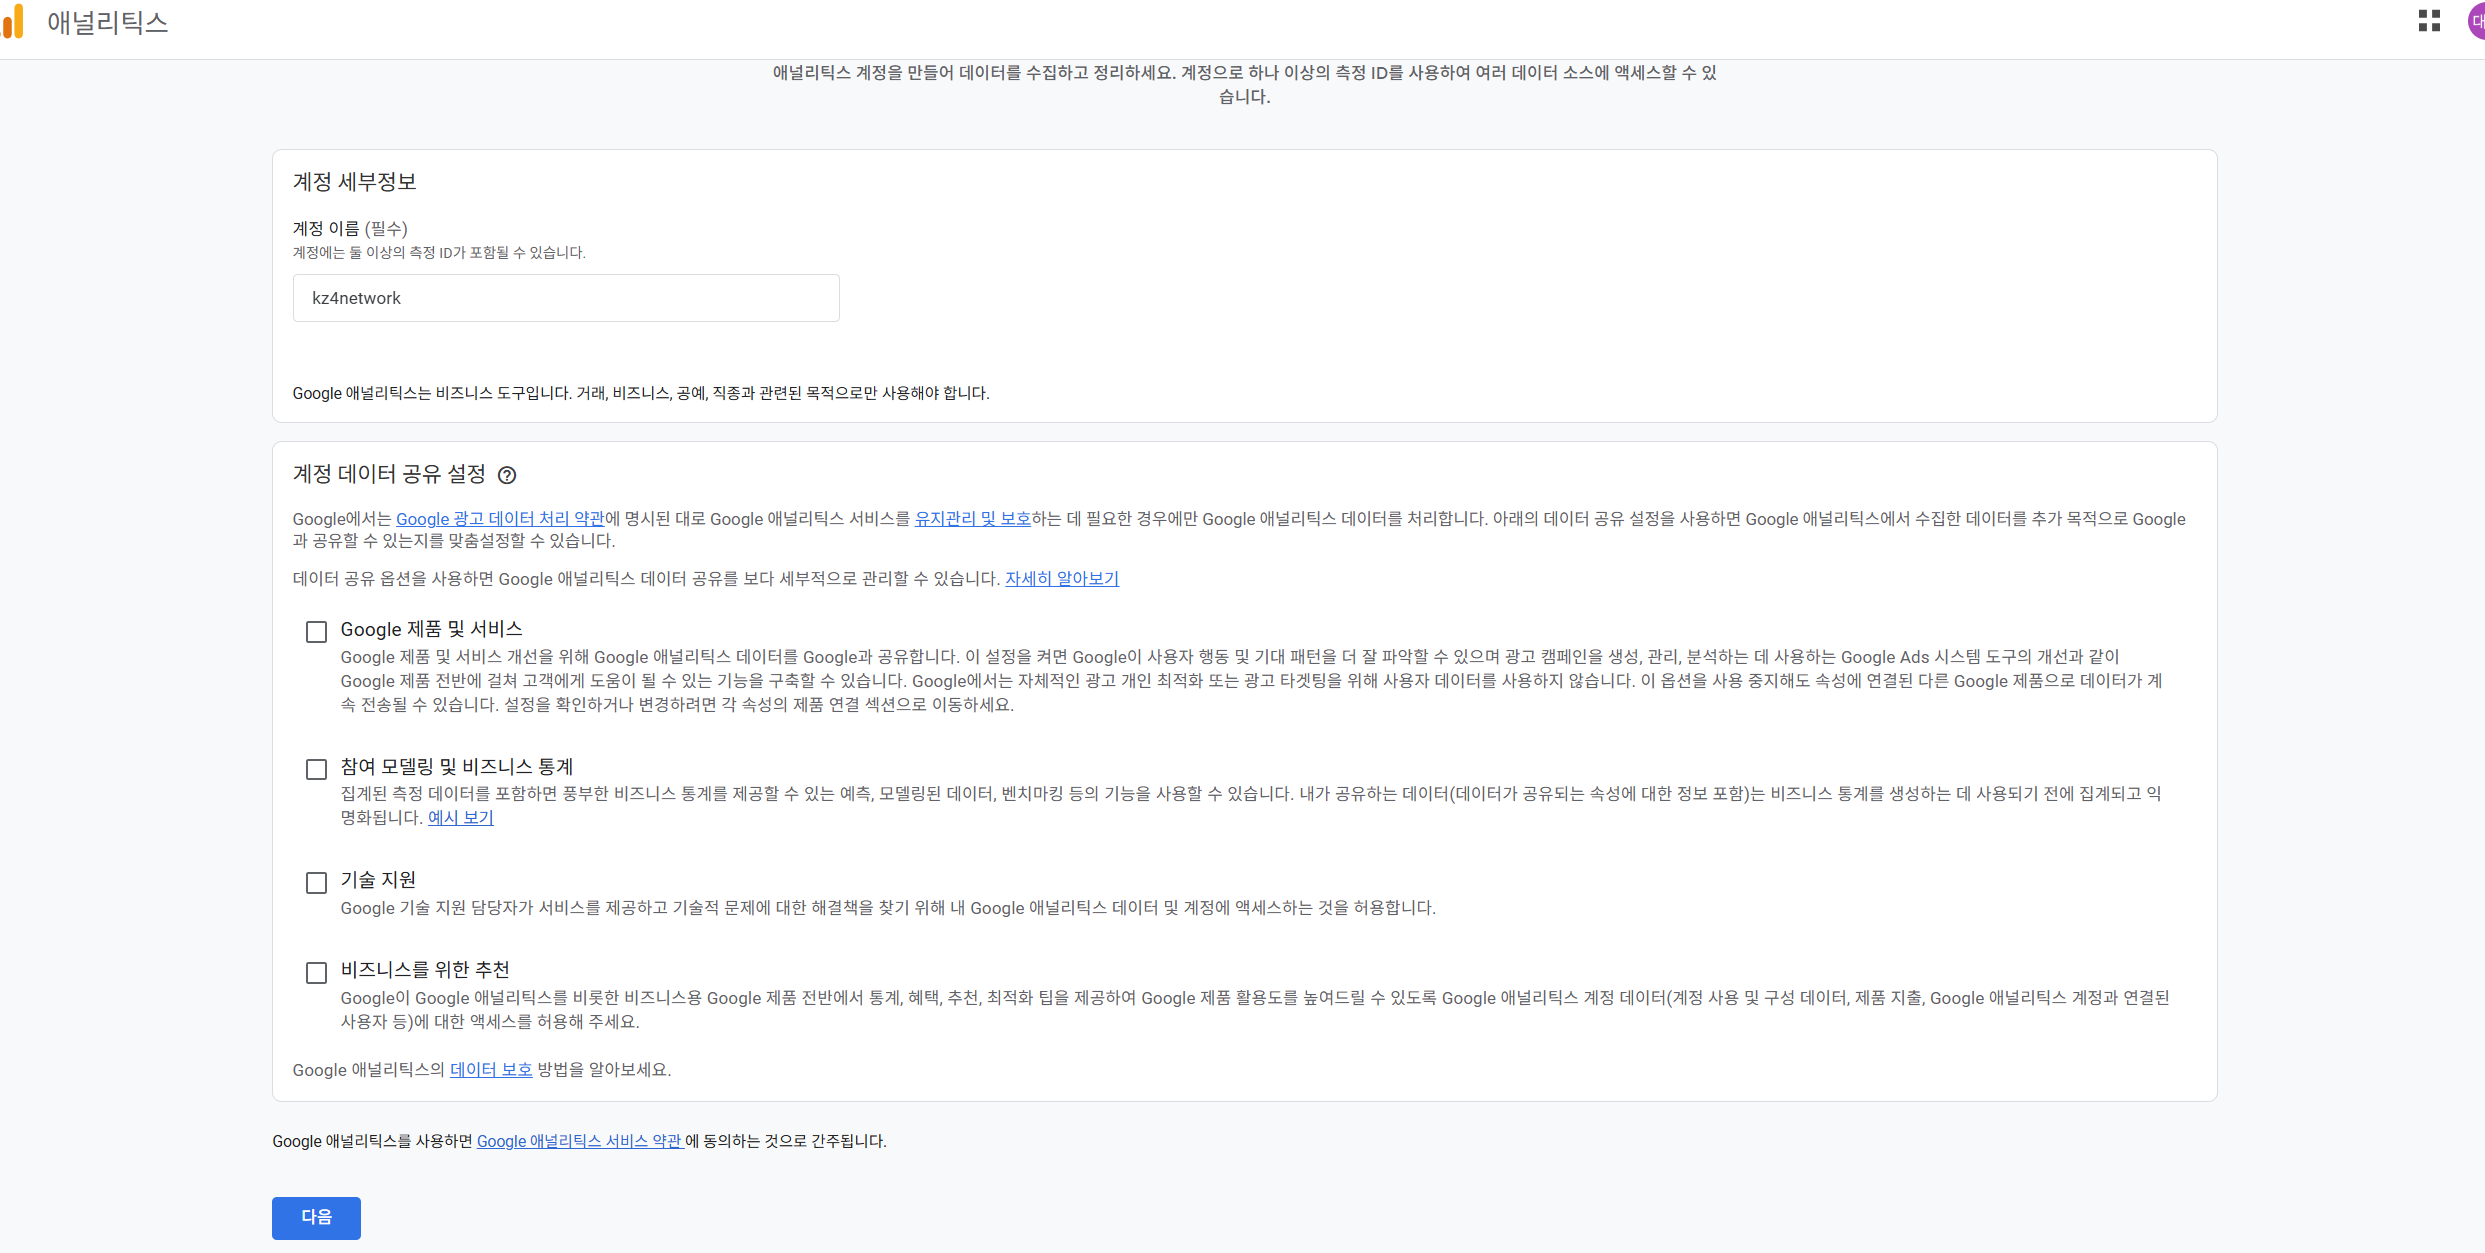 애널리틱스
애널리틱스 계정을 만들어 데이터를 수집하고 정리하세요. 계정으로 하나 이상의 측정 ID를 사용하여 여러 데이터 소스에 액세스할 수 있
습니다.
계정 세부정보
계정 이름 (필수)
계정에는 둘 이상의 측정 ID가 포함될 수 있습니다.
kz4network
Google 애널리틱스는 비즈니스 도구입니다. 거래, 비즈니스, 공예, 직종과 관련된 목적으로만 사용해야 합니다.
계정 데이터 공유 설정
Google에서는 Google 광고 데이터 처리 약관에 명시된 대로 Google 애널리틱스 서비스를 유지관리 및 보호하는 데 필요한 경우에만 Google 애널리틱스 데이터를 처리합니다. 아래의 데이터 공유 설정을 사용하면 Google 애널리틱스에서 수집한 데이터를 추가 목적으로 Google
과 공유할 수 있는지를 맞춤설정할 수 있습니다.
데이터 공유 옵션을 사용하면 Google 애널리틱스 데이터 공유를 보다 세부적으로 관리할 수 있습니다. 자세히 알아보기
Google 제품 및 서비스
Google 제품 및 서비스 개선을 위해 Google 애널리틱스 데이터를 Google과 공유합니다. 이 설정을 켜면 Google이 사용자 행동 및 기대 패턴을 더 잘 파악할 수 있으며 광고 캠페인을 생성, 관리, 분석하는 데 사용하는 Google Ads 시스템 도구의 개선과 같이
Google 제품 전반에 걸쳐 고객에게 도움이 될 수 있는 기능을 구축할 수 있습니다. Google에서는 자체적인 광고 개인 최적화 또는 광고 타겟팅을 위해 사용자 데이터를 사용하지 않습니다. 이 옵션을 사용 중지해도 속성에 연결된 다른 Google 제품으로 데이터가 계
속 전송될 수 있습니다. 설정을 확인하거나 변경하려면 각 속성의 제품 연결 섹션으로 이동하세요.
참여 모델링 및 비즈니스 통계
집계된 측정 데이터를 포함하면 풍부한 비즈니스 통계를 제공할 수 있는 예측, 모델링된 데이터, 벤치마킹 등의 기능을 사용할 수 있습니다. 내가 공유하는 데이터(데이터가 공유되는 속성에 대한 정보 포함)는 비즈니스 통계를 생성하는 데 사용되기 전에 집계되고 익
명화됩니다. 예시 보기
기술 지원
Google 기술 지원 담당자가 서비스를 제공하고 기술적 문제에 대한 해결책을 찾기 위해 내 Google 애널리틱스 데이터 및 계정에 액세스하는 것을 허용합니다.
비즈니스를 위한 추천
Google이 Google 애널리틱스를 비롯한 비즈니스용 Google 제품 전반에서 통계, 혜택, 추천, 최적화 팁을 제공하여 Google 제품 활용도를 높여드릴 수 있도록 Google 애널리틱스 계정 데이터(계정 사용 및 구성 데이터, 제품 지출, Google 애널리틱스 계정과 연결된
사용자 등)에 대한 액세스를 허용해 주세요.
Google 애널리틱스의 데이터 보호 방법을 알아보세요.
Google 애널리틱스를 사용하면 Google 애널리틱스 서비스 약관 에 동의하는 것으로 간주됩니다.
다음